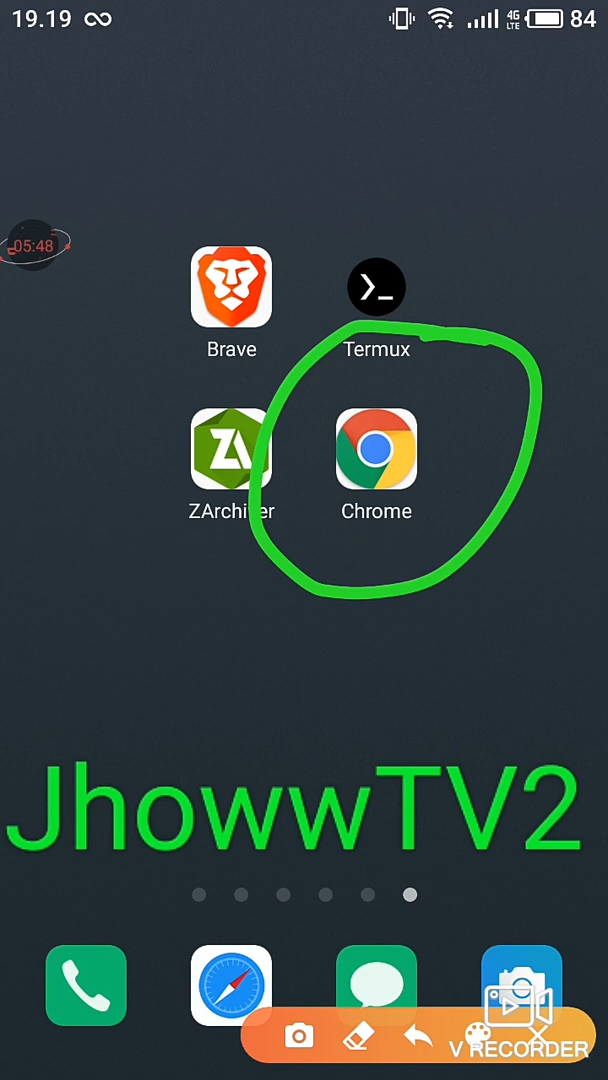 19.19
4G
LTE
84
05:48
Brave
Termux
ZArchiver
Chrome
JhowwTV2
V RECORDER